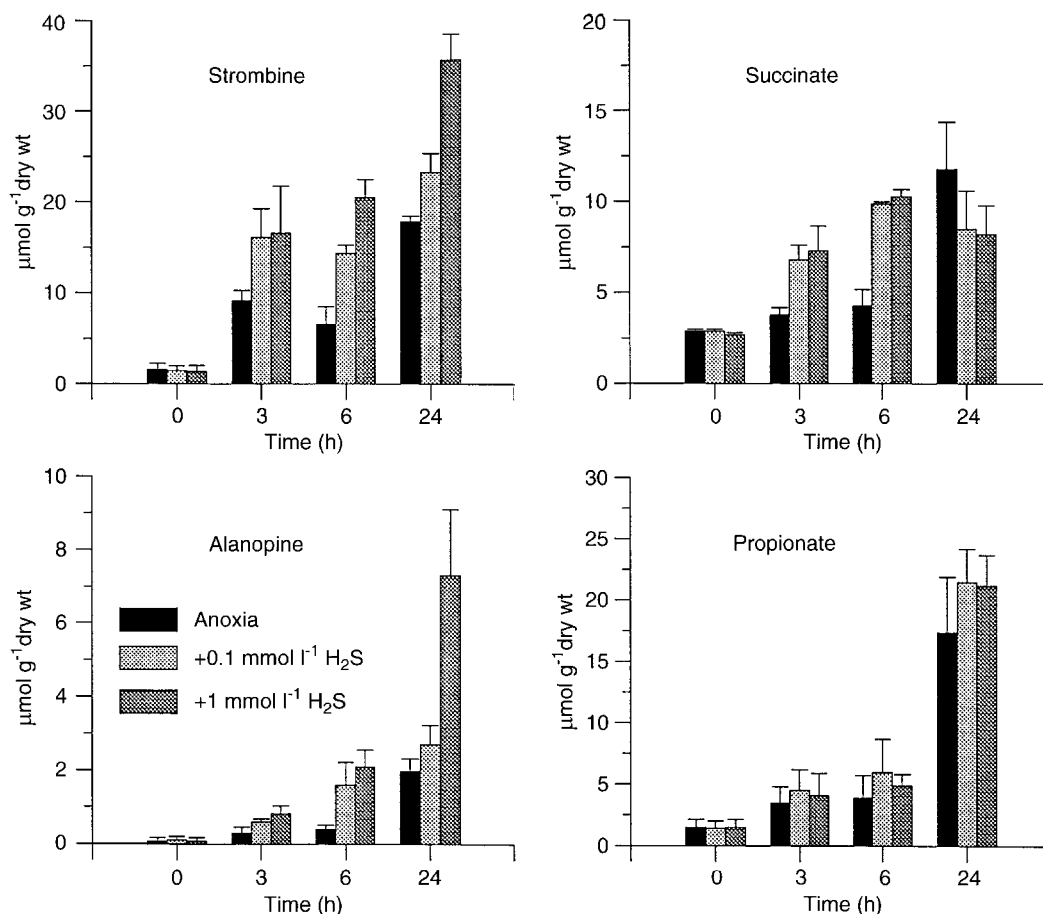 Strombine
40
30
20
10
0
µmol g⁻¹dry wt
0 3 6 24
Time (h)
Succinate
20
15
10
5
0
µmol g⁻¹dry wt
0 3 6 24
Time (h)
Alanopine
10
8
6
4
2
0
µmol g⁻¹dry wt
Anoxia
+0.1 mmol l⁻¹ H₂S
+1 mmol l⁻¹ H₂S
0 3 6 24
Time (h)
Propionate
30
25
20
15
10
5
0
µmol g⁻¹dry wt
0 3 6 24
Time (h)